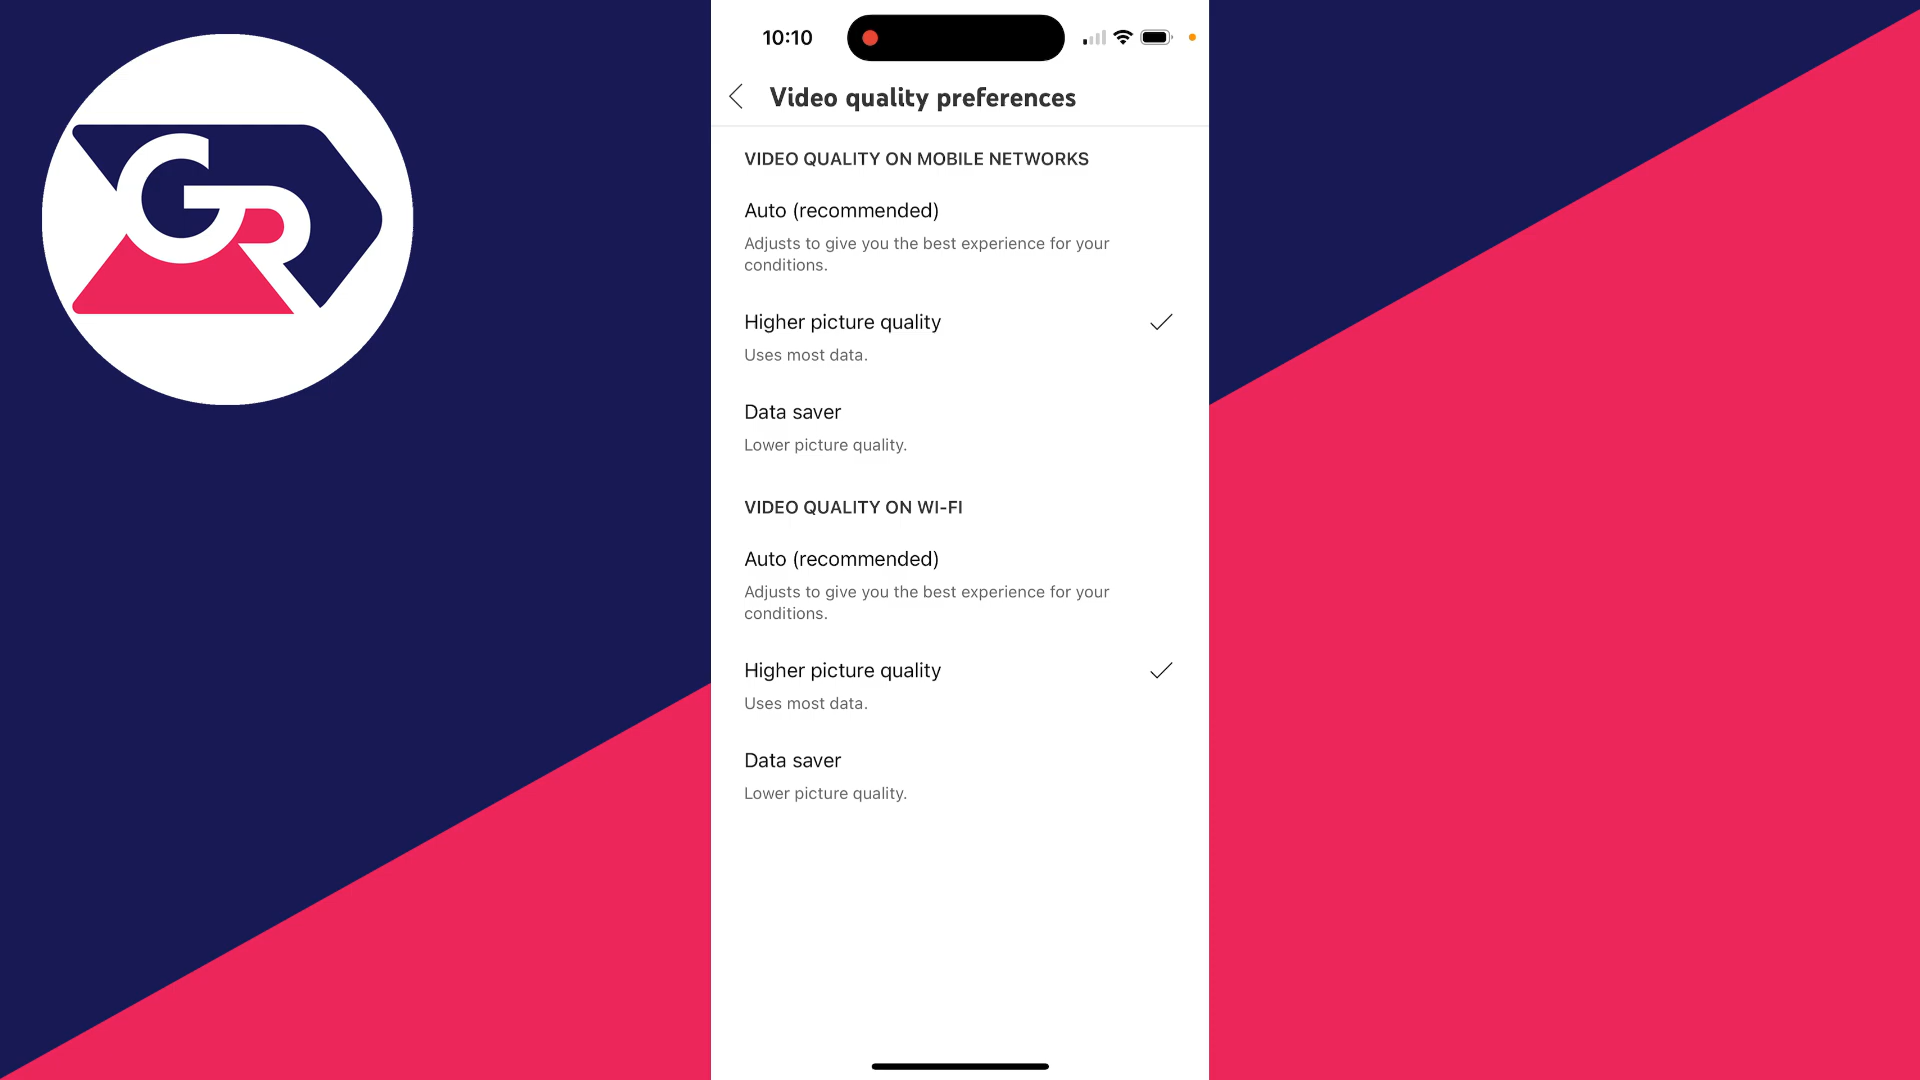 GR
10:10
Video quality preferences
VIDEO QUALITY ON MOBILE NETWORKS
Auto (recommended)
Adjusts to give you the best experience for your
conditions.
Higher picture quality
Uses most data.
Data saver
Lower picture quality.
VIDEO QUALITY ON WI-FI
Auto (recommended)
Adjusts to give you the best experience for your
conditions.
Higher picture quality
Uses most data.
Data saver
Lower picture quality.